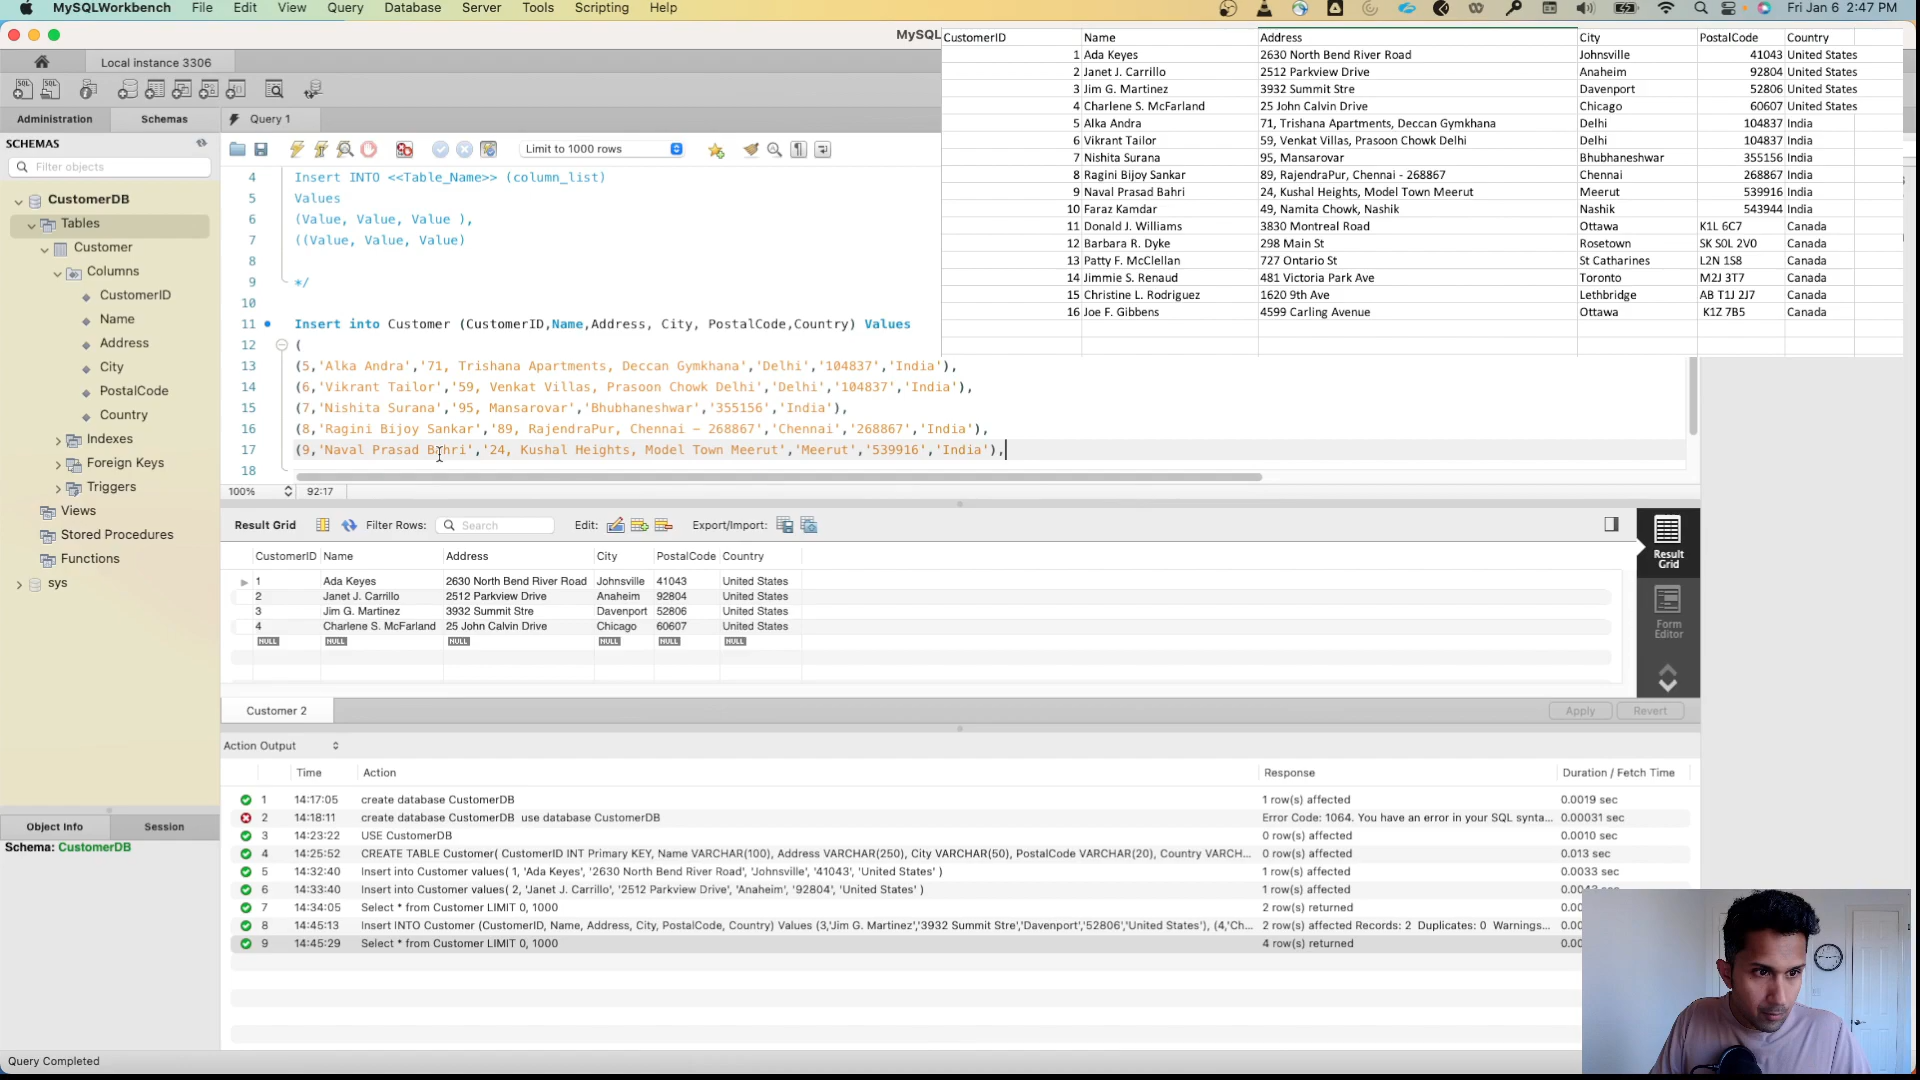 MySQLWorkbench File Edit View Query Database Server Tools Scripting Help Fri Jan 6 2:47 PM
MySQL
Local instance 3306
Administration Schemas Query 1
SCHEMAS
Filter objects
CustomerDB
Tables
Customer
Columns
CustomerID
Name
Address
City
PostalCode
Country
Indexes
Foreign Keys
Triggers
Views
Stored Procedures
Functions
sys
Object Info Session
Schema: CustomerDB
Query Completed
Limit to 1000 rows
4 Insert INTO <<Table_Name>> (column_list)
5 Values
6 (Value, Value, Value ),
7 ((Value, Value, Value)
8
9 */
10
11 Insert into Customer (CustomerID,Name,Address, City, PostalCode,Country) Values
12 (
13 (5,'Alka Andra','71, Trishana Apartments, Deccan Gymkhana','Delhi','104837','India'),
14 (6,'Vikrant Tailor','59, Venkat Villas, Prasoon Chowk Delhi','Delhi','104837','India'),
15 (7,'Nishita Surana','95, Mansarovar','Bhubhaneshwar','355156','India'),
16 (8,'Ragini Bijoy Sankar','89, RajendraPur, Chennai - 268867','Chennai','268867','India'),
17 (9,'Naval Prasad Bahri','24, Kushal Heights, Model Town Meerut','Meerut','539916','India'),
18
100% 92:17
CustomerID Name Address City PostalCode Country
1 Ada Keyes 2630 North Bend River Road Johnsville 41043 United States
2 Janet J. Carrillo 2512 Parkview Drive Anaheim 92804 United States
3 Jim G. Martinez 3932 Summit Stre Davenport 52806 United States
4 Charlene S. McFarland 25 John Calvin Drive Chicago 60607 United States
5 Alka Andra 71, Trishana Apartments, Deccan Gymkhana Delhi 104837 India
6 Vikrant Tailor 59, Venkat Villas, Prasoon Chowk Delhi Delhi 104837 India
7 Nishita Surana 95, Mansarovar Bhubhaneshwar 355156 India
8 Ragini Bijoy Sankar 89, RajendraPur, Chennai - 268867 Chennai 268867 India
9 Naval Prasad Bahri 24, Kushal Heights, Model Town Meerut Meerut 539916 India
10 Faraz Kamdar 49, Namita Chowk, Nashik Nashik 543944 India
11 Donald J. Williams 3830 Montreal Road Ottawa K1L 6C7 Canada
12 Barbara R. Dyke 298 Main St Rosetown SK S0L 2V0 Canada
13 Patty F. McClellan 727 Ontario St St Catharines L2N 1S8 Canada
14 Jimmie S. Renaud 481 Victoria Park Ave Toronto M2J 3T7 Canada
15 Christine L. Rodriguez 1620 9th Ave Lethbridge AB T1J 2J7 Canada
16 Joe F. Gibbens 4599 Carling Avenue Ottawa K1Z 7B5 Canada
Result Grid Filter Rows: Search Edit: Export/Import:
CustomerID Name Address City PostalCode Country
1 Ada Keyes 2630 North Bend River Road Johnsville 41043 United States
2 Janet J. Carrillo 2512 Parkview Drive Anaheim 92804 United States
3 Jim G. Martinez 3932 Summit Stre Davenport 52806 United States
4 Charlene S. McFarland 25 John Calvin Drive Chicago 60607 United States
NULL NULL NULL NULL NULL NULL
Result
Grid
Form
Editor
Customer 2 Apply Revert
Action Output
Time Action Response Duration / Fetch Time
1 14:17:05 create database CustomerDB 1 row(s) affected 0.0019 sec
2 14:18:11 create database CustomerDB use database CustomerDB Error Code: 1064. You have an error in your SQL synta... 0.00031 sec
3 14:23:22 USE CustomerDB 0 row(s) affected 0.0010 sec
4 14:25:52 CREATE TABLE Customer( CustomerID INT Primary KEY, Name VARCHAR(100), Address VARCHAR(250), City VARCHAR(50), PostalCode VARCHAR(20), Country VARCH... 0 row(s) affected 0.013 sec
5 14:32:40 Insert into Customer values( 1, 'Ada Keyes', '2630 North Bend River Road', 'Johnsville', '41043', 'United States' ) 1 row(s) affected 0.0033 sec
6 14:33:40 Insert into Customer values( 2, 'Janet J. Carrillo', '2512 Parkview Drive', 'Anaheim', '92804', 'United States' ) 1 row(s) affected
7 14:34:05 Select * from Customer LIMIT 0, 1000 2 row(s) returned
8 14:45:13 Insert INTO Customer (CustomerID, Name, Address, City, PostalCode, Country) Values (3,'Jim G. Martinez','3932 Summit Stre','Davenport','52806','United States'), (4,'Ch... 2 row(s) affected Records: 2 Duplicates: 0 Warnings...
9 14:45:29 Select * from Customer LIMIT 0, 1000 4 row(s) returned